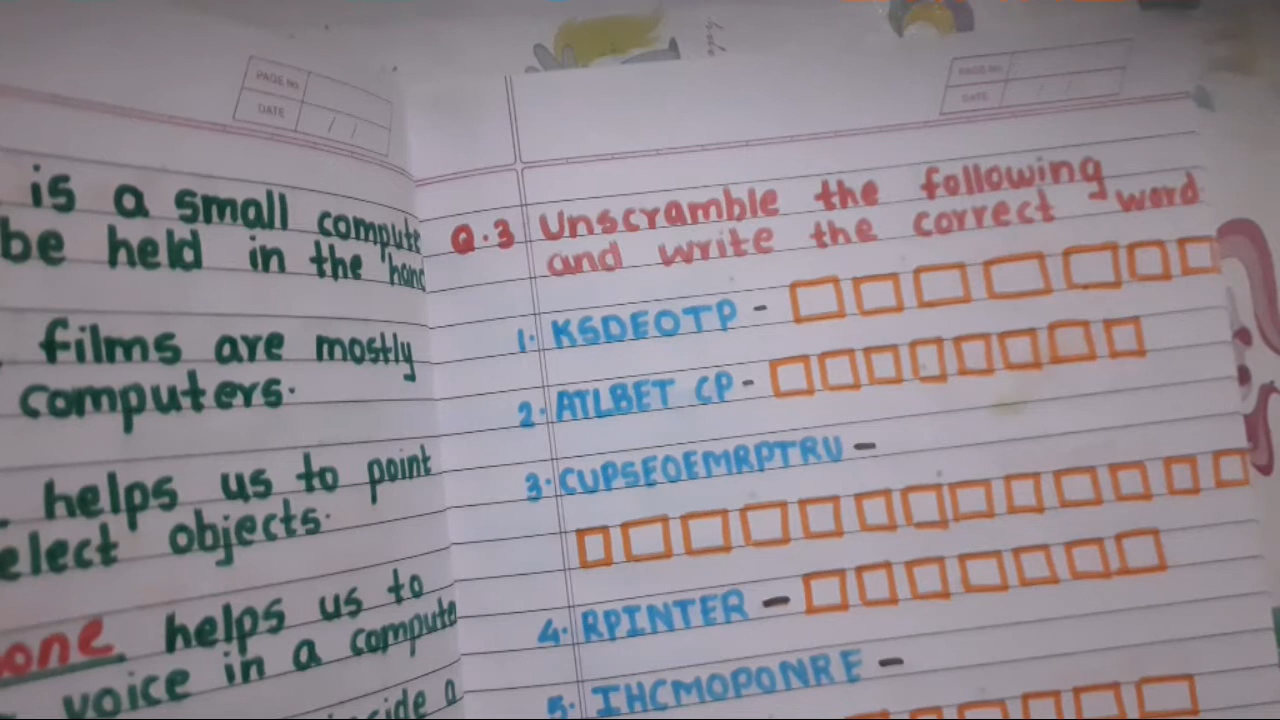 PAGE No.
DATE / /
is a small compute
be held in the hand
films are mostly
computers.
helps us to point
elect objects.
one helps us to
voice in a compute
side a
PAGE No.
DATE / /
Q.3 Unscramble the following
and write the correct word
1. KSDEOTP -
2. ATLBET CP -
3. CUPSEOEMRPTRU -
4. RPINTER -
5. IHCMOPONRE -